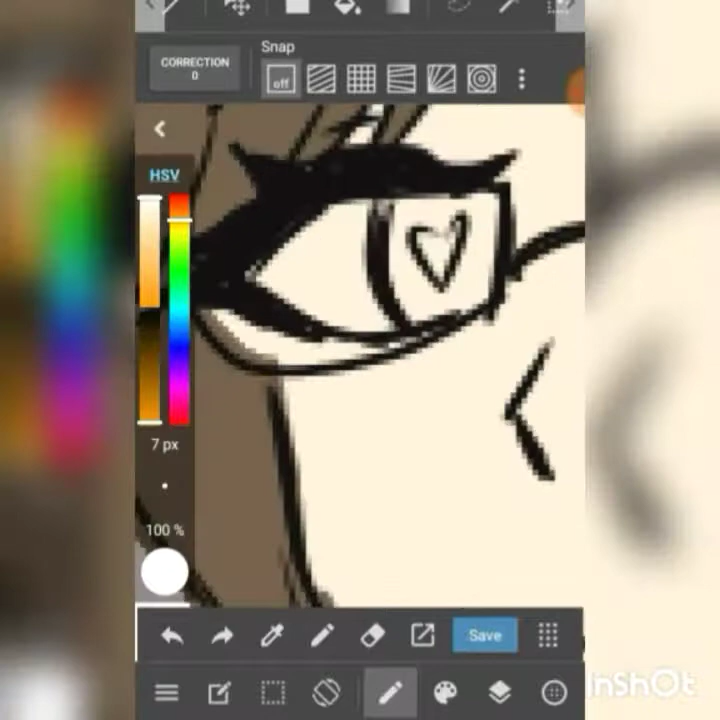 CORRECTION
0
Snap
off
HSV
7 px
100 %
Save
InShOt